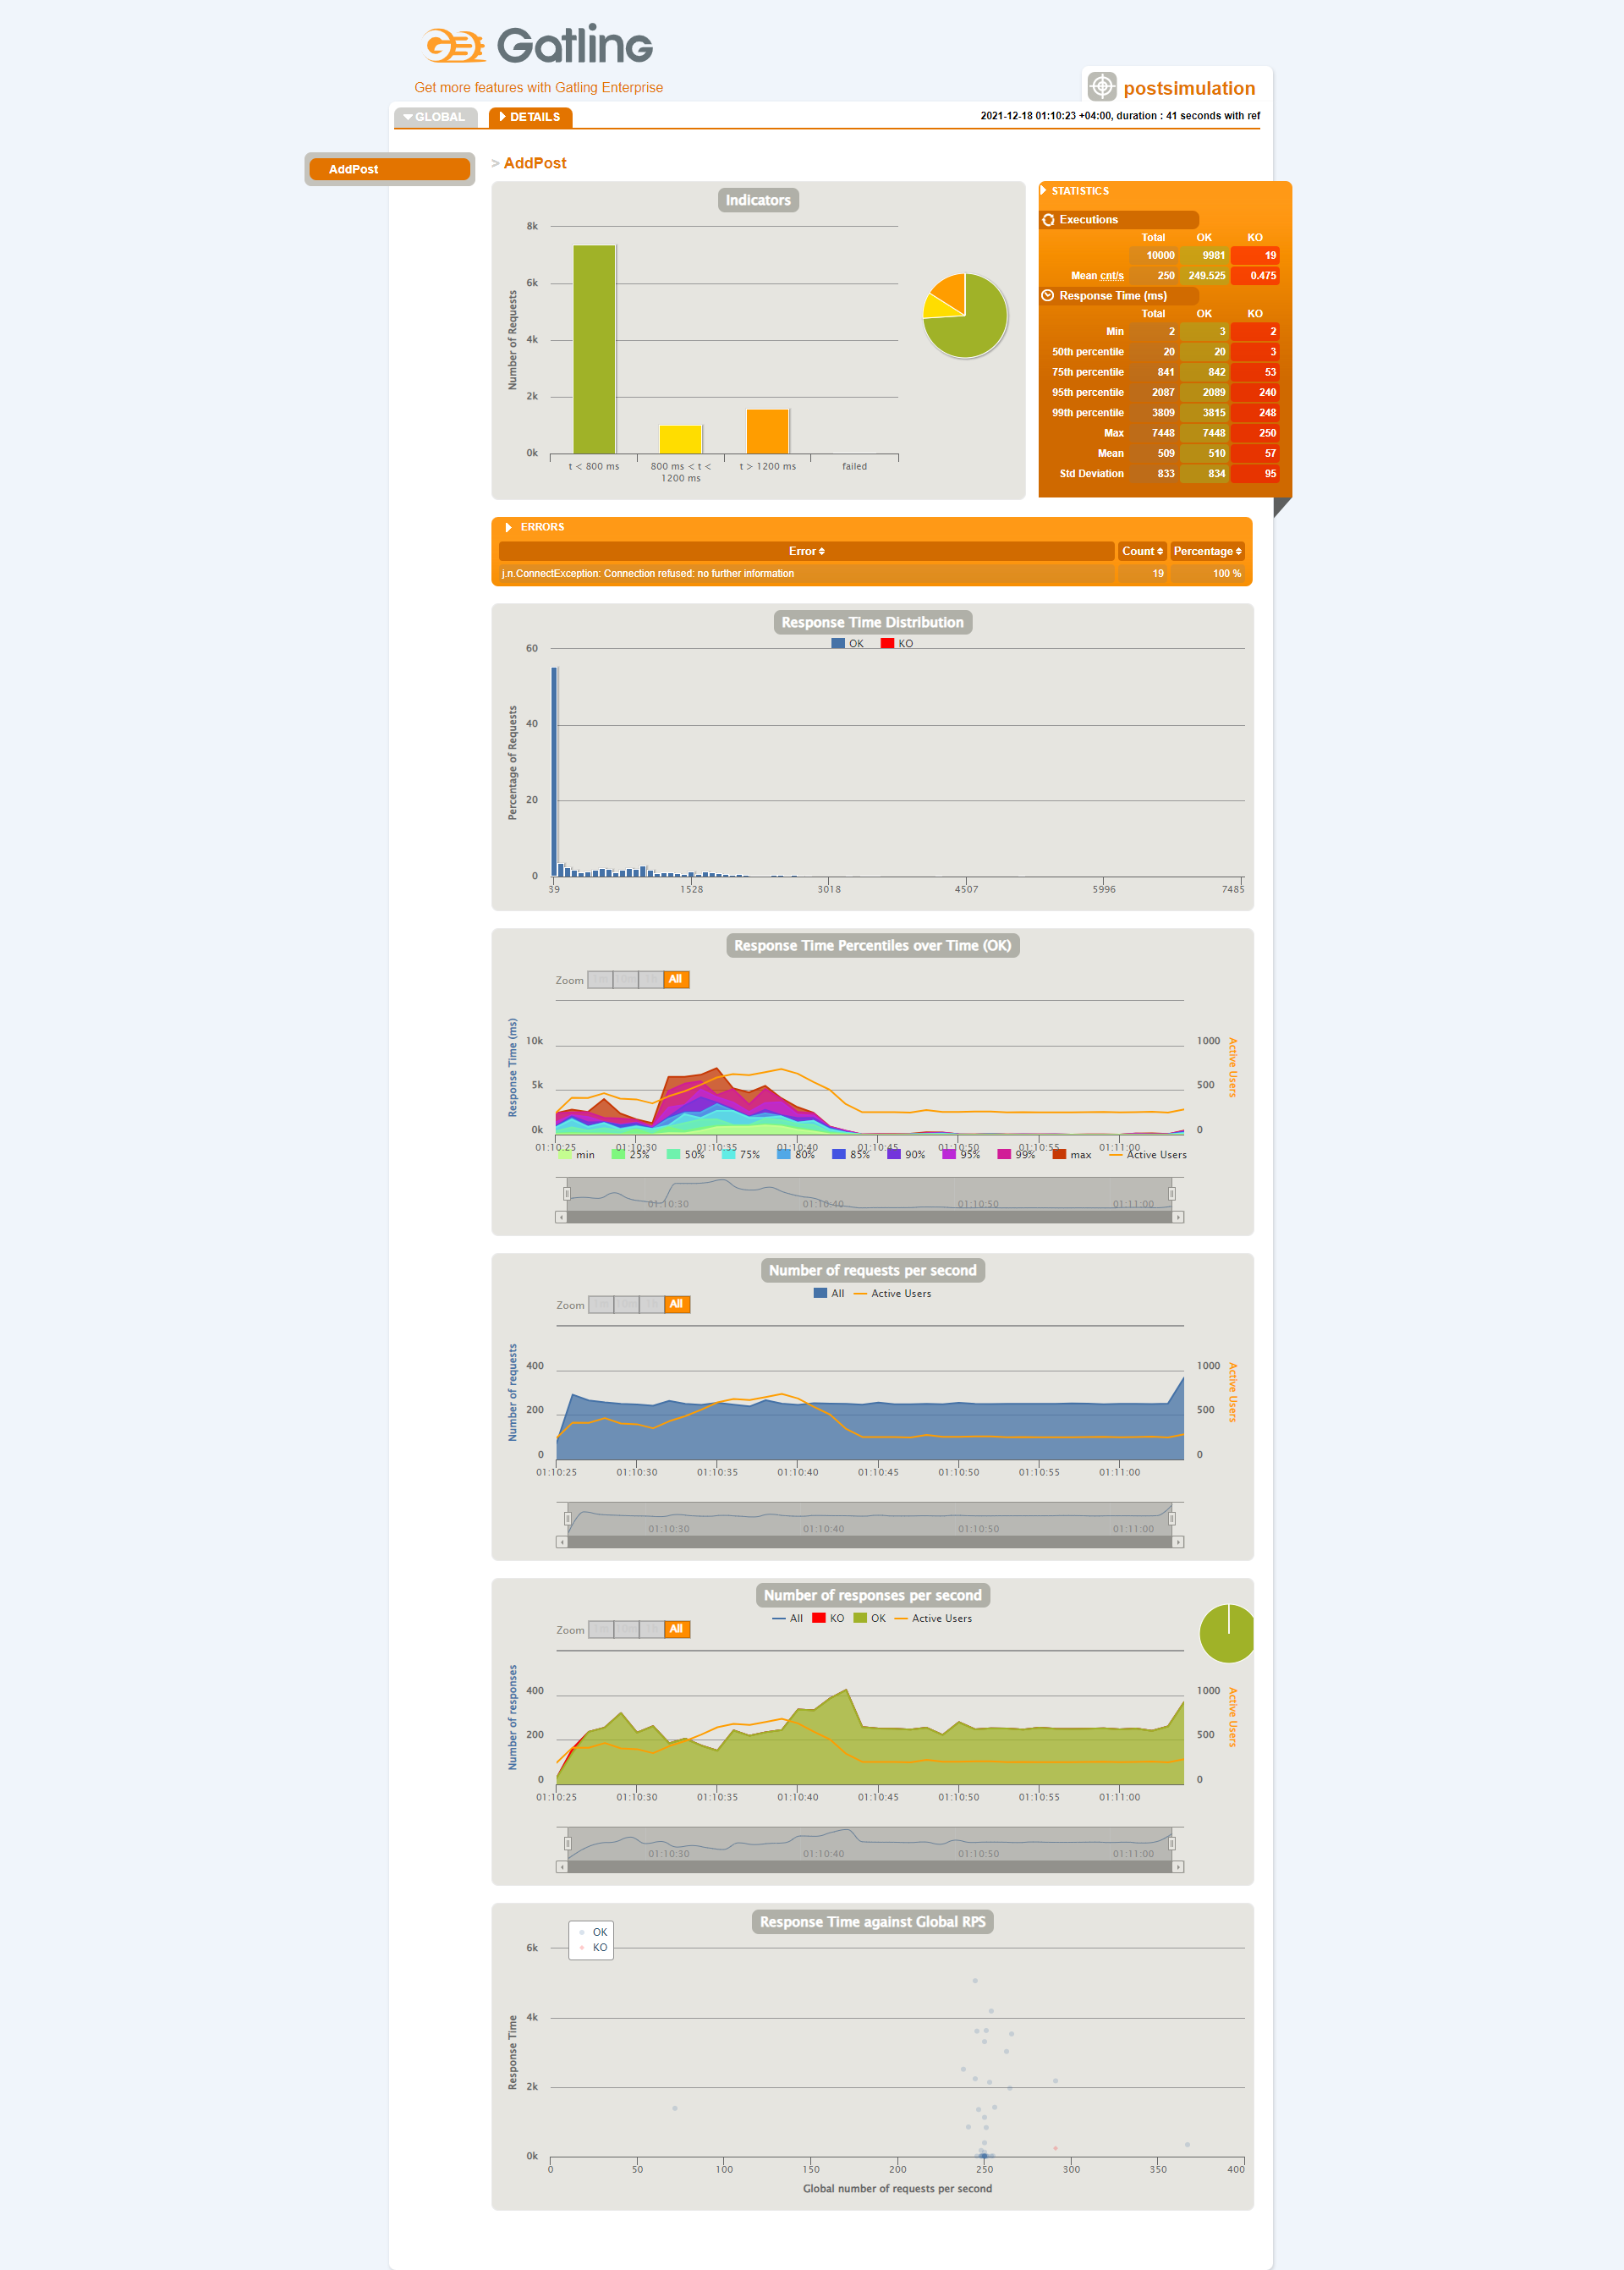 Gatling
Get more features with Gatling Enterprise
postsimulation
GLOBAL
DETAILS
2021-12-18 01:10:23 +04:00, duration : 41 seconds with ref
AddPost
> AddPost
Indicators
Number of Requests
8k
6k
4k
2k
0k
t < 800 ms
800 ms < t < 1200 ms
t > 1200 ms
failed
STATISTICS
Executions
Total OK KO
10000 9981 19
Mean cnt/s 250 249.525 0.475
Response Time (ms)
Total OK KO
Min 2 3 2
50th percentile 20 20 3
75th percentile 841 842 53
95th percentile 2087 2089 240
99th percentile 3809 3815 248
Max 7448 7448 250
Mean 509 510 57
Std Deviation 833 834 95
ERRORS
Error Count Percentage
j.n.ConnectException: Connection refused: no further information 19 100 %
Response Time Distribution
OK KO
Percentage of Requests
60
40
20
0
39 1528 3018 4507 5996 7485
Response Time Percentiles over Time (OK)
Zoom All
Response Time (ms)
10k
5k
0k
1000
500
0
Active Users
01:10:25 01:10:30 01:10:35 01:10:40 01:10:45 01:10:50 01:10:55 01:11:00
min 25% 50% 75% 80% 85% 90% 95% 99% max Active Users
01:10:30 01:10:40 01:10:50 01:11:00
Number of requests per second
All Active Users
Zoom All
Number of requests
400
200
0
1000
500
0
Active Users
01:10:25 01:10:30 01:10:35 01:10:40 01:10:45 01:10:50 01:10:55 01:11:00
01:10:30 01:10:40 01:10:50 01:11:00
Number of responses per second
All KO OK Active Users
Zoom All
Number of responses
400
200
0
1000
500
0
Active Users
01:10:25 01:10:30 01:10:35 01:10:40 01:10:45 01:10:50 01:10:55 01:11:00
01:10:30 01:10:40 01:10:50 01:11:00
Response Time against Global RPS
OK
KO
Response Time
6k
4k
2k
0k
0 50 100 150 200 250 300 350 400
Global number of requests per second